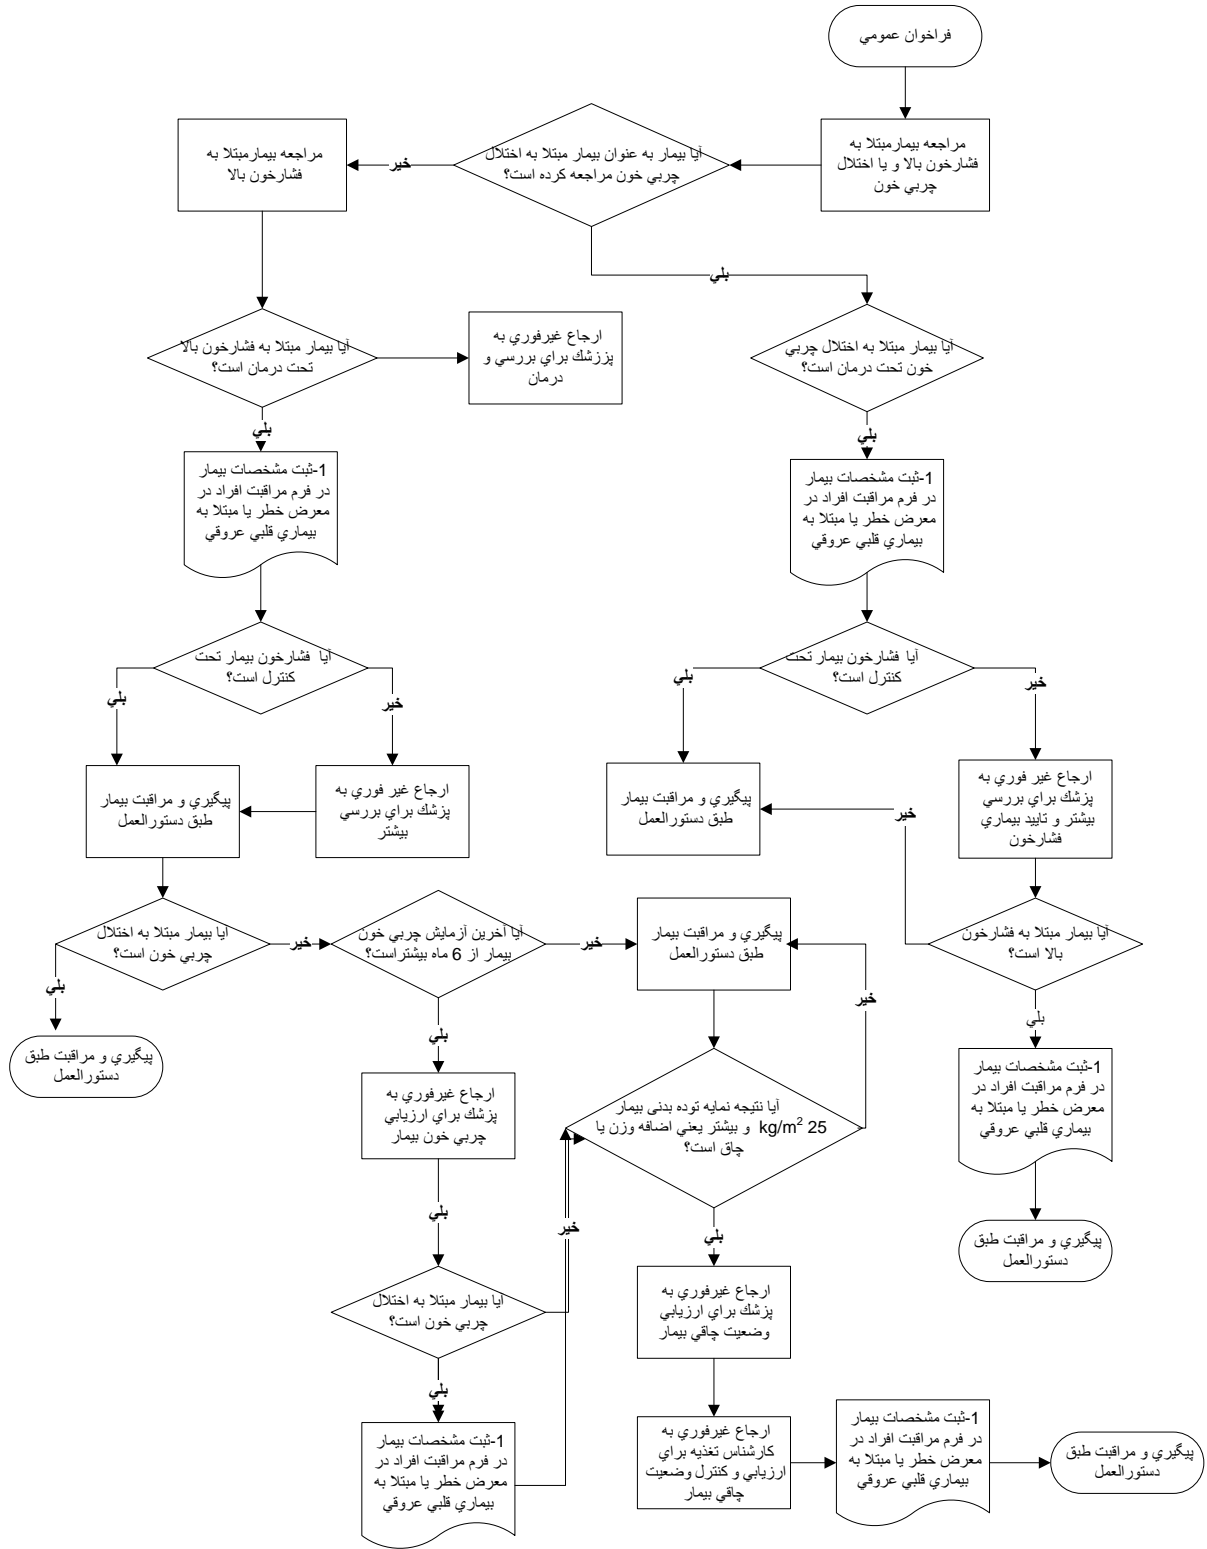 فراخوان عمومي
مراجعه بيمارمبتلا به
فشارخون بالا و يا اختلال
چربي خون
آيا بيمار به عنوان بيمار مبتلا به اختلال
چربي خون مراجعه كرده است؟
خير
مراجعه بيمارمبتلا به
فشارخون بالا
بلي
آيا بيمار مبتلا به اختلال چربي
خون تحت درمان است؟
ارجاع غيرفوري به
پززشك براي بررسي و
درمان
آيا بيمار مبتلا به فشارخون بالا
تحت درمان است؟
بلي
بلي
1-ثبت مشخصات بيمار
در فرم مراقبت افراد در
معرض خطر يا مبتلا به
بيماري قلبي عروقي
1-ثبت مشخصات بيمار
در فرم مراقبت افراد در
معرض خطر يا مبتلا به
بيماري قلبي عروقي
آيا فشارخون بيمار تحت
كنترل است؟
خير
بلي
آيا فشارخون بيمار تحت
كنترل است؟
خير
بلي
ارجاع غير فوري به
پزشك براي بررسي
بيشتر و تاييد بيماري
فشارخون
پيگيري و مراقبت بيمار
طبق دستورالعمل
خير
ارجاع غير فوري به
پزشك براي بررسي
بيشتر
پيگيري و مراقبت بيمار
طبق دستورالعمل
آيا بيمار مبتلا به فشارخون
بالا است؟
پيگيري و مراقبت بيمار
طبق دستورالعمل
خير
آيا آخرين آزمايش چربي خون
بيمار از 6 ماه بيشتراست؟
خير
ايا بيمار مبتلا به اختلال
چربي خون است؟
بلي
خير
بلي
بلي
پيگيري و مراقبت طبق
دستورالعمل
1-ثبت مشخصات بيمار
در فرم مراقبت افراد در
معرض خطر يا مبتلا به
بيماري قلبي عروقي
آيا نتيجه نمايه توده بدنی بيمار
25 kg/m² و بيشتر يعني اضافه وزن يا
چاق است؟
ارجاع غيرفوري به
پزشك براي ارزيابي
چربي خون بيمار
بلي
خير
بلي
پيگيري و مراقبت طبق
دستورالعمل
ارجاع غيرفوري به
پزشك براي ارزيابي
وضعيت چاقي بيمار
ايا بيمار مبتلا به اختلال
چربي خون است؟
بلي
1-ثبت مشخصات بيمار
در فرم مراقبت افراد در
معرض خطر يا مبتلا به
بيماري قلبي عروقي
ارجاع غيرفوري به
كارشناس تغذيه براي
ارزيابي و كنترل وضعيت
چاقي بيمار
1-ثبت مشخصات بيمار
در فرم مراقبت افراد در
معرض خطر يا مبتلا به
بيماري قلبي عروقي
پيگيري و مراقبت طبق
دستورالعمل